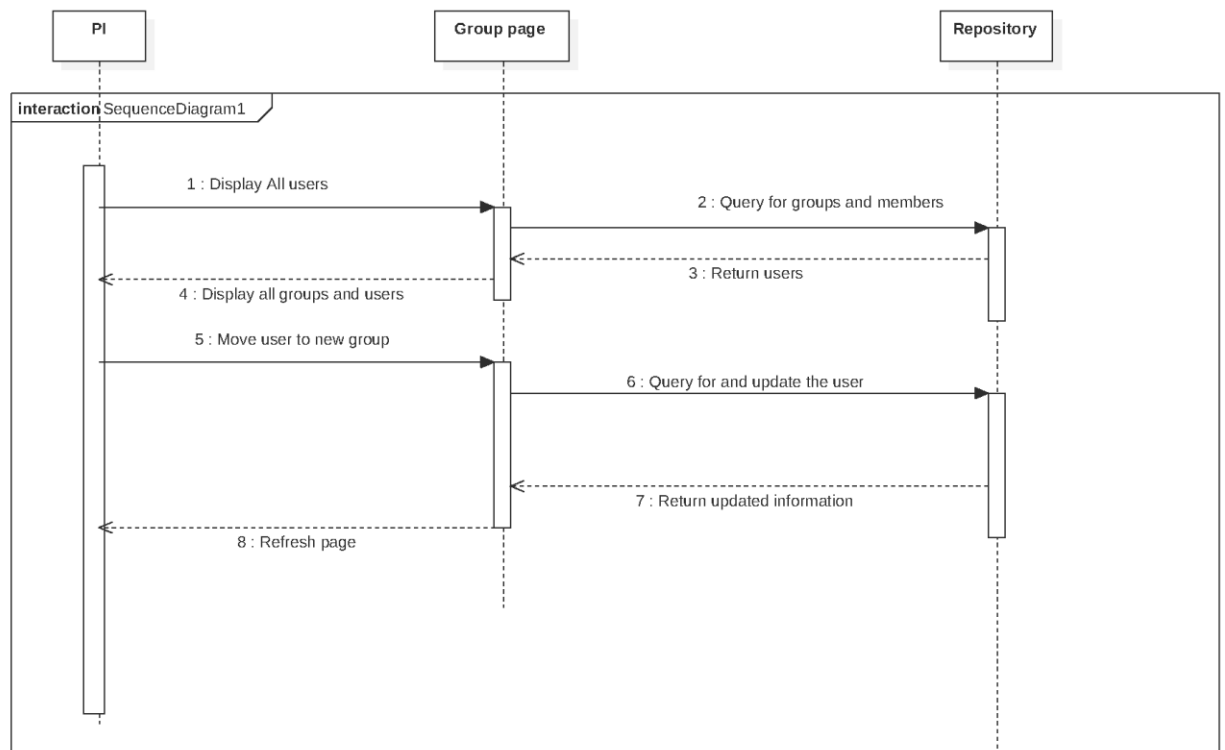 PI
Group page
Repository
interaction SequenceDiagram1
1 : Display All users
2 : Query for groups and members
3 : Return users
4 : Display all groups and users
5 : Move user to new group
6 : Query for and update the user
7 : Return updated information
8 : Refresh page